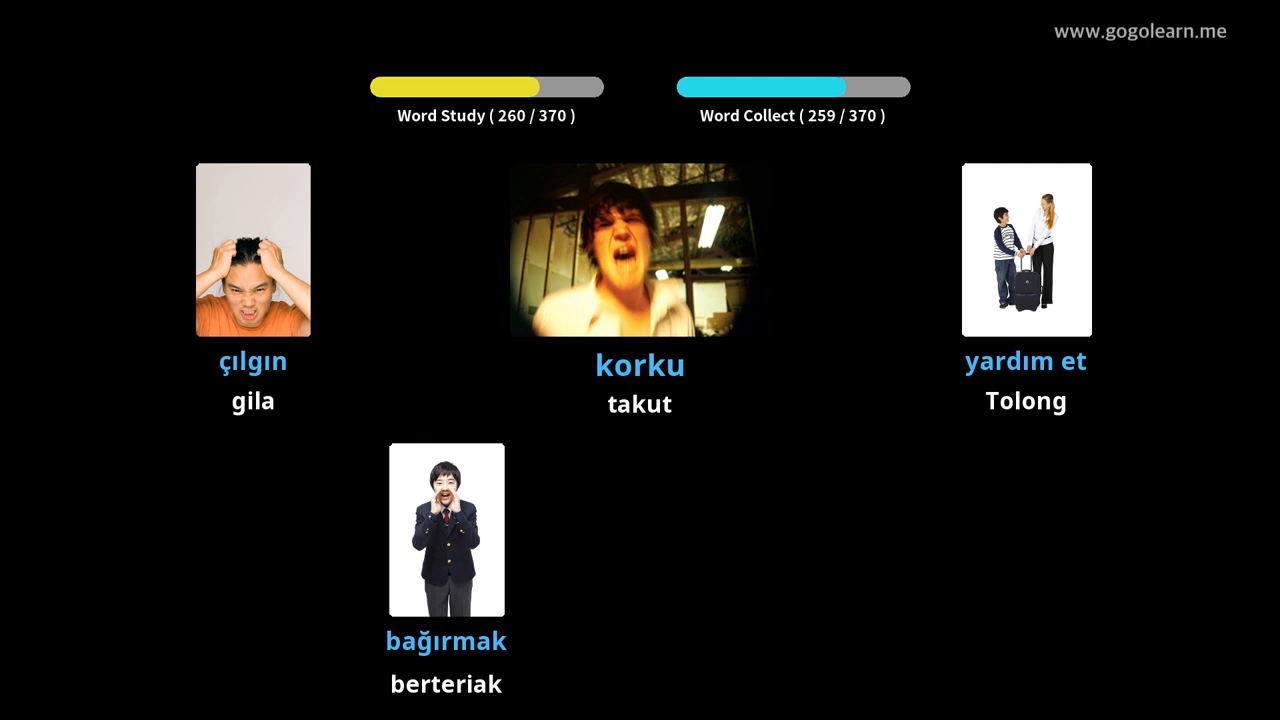 www.gogolearn.me
Word Study ( 260 / 370 )
Word Collect ( 259 / 370 )
çılgın
gila
korku
takut
yardım et
Tolong
bağırmak
berteriak